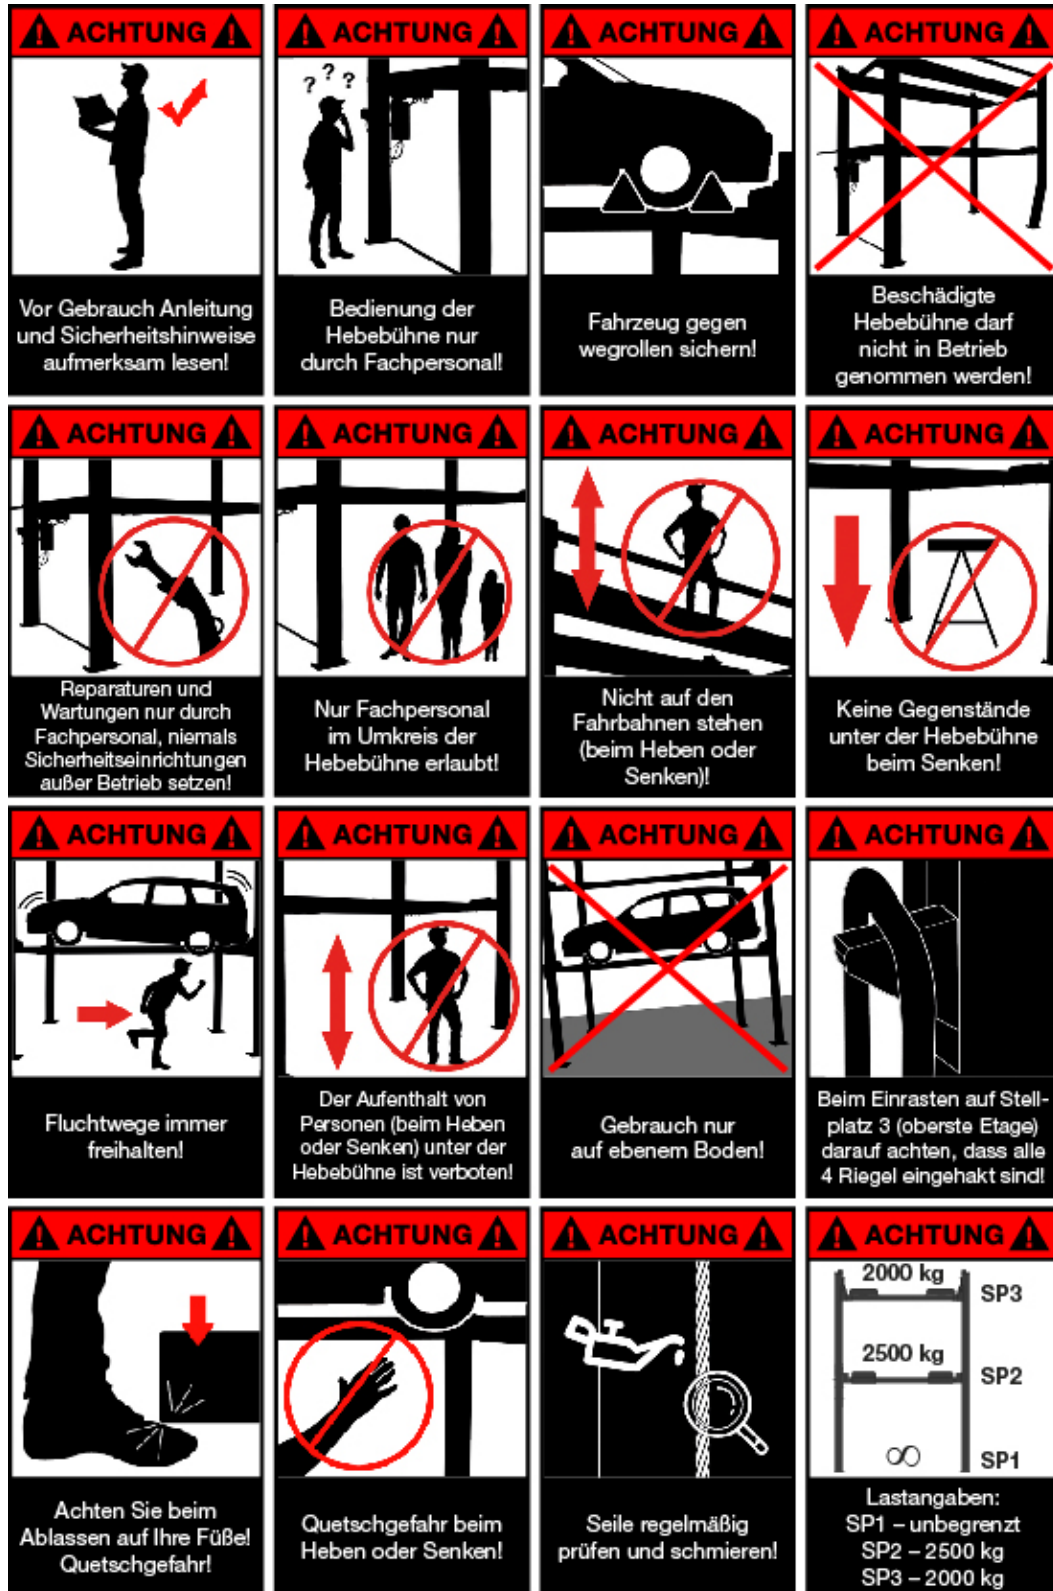 ACHTUNG
Vor Gebrauch Anleitung
und Sicherheitshinweise
aufmerksam lesen!
ACHTUNG
? ? ?
Bedienung der
Hebebühne nur
durch Fachpersonal!
ACHTUNG
Fahrzeug gegen
wegrollen sichern!
ACHTUNG
Beschädigte
Hebebühne darf
nicht in Betrieb
genommen werden!
ACHTUNG
Reparaturen und
Wartungen nur durch
Fachpersonal, niemals
Sicherheitseinrichtungen
außer Betrieb setzen!
ACHTUNG
Nur Fachpersonal
im Umkreis der
Hebebühne erlaubt!
ACHTUNG
Nicht auf den
Fahrbahnen stehen
(beim Heben oder
Senken)!
ACHTUNG
Keine Gegenstände
unter der Hebebühne
beim Senken!
ACHTUNG
Fluchtwege immer
freihalten!
ACHTUNG
Der Aufenthalt von
Personen (beim Heben
oder Senken) unter der
Hebebühne ist verboten!
ACHTUNG
Gebrauch nur
auf ebenem Boden!
ACHTUNG
Beim Einrasten auf Stell-
platz 3 (oberste Etage)
darauf achten, dass alle
4 Riegel eingehakt sind!
ACHTUNG
Achten Sie beim
Ablassen auf Ihre Füße!
Quetschgefahr!
ACHTUNG
Quetschgefahr beim
Heben oder Senken!
ACHTUNG
Seile regelmäßig
prüfen und schmieren!
ACHTUNG
2000 kg SP3
2500 kg SP2
∞ SP1
Lastangaben:
SP1 – unbegrenzt
SP2 – 2500 kg
SP3 – 2000 kg